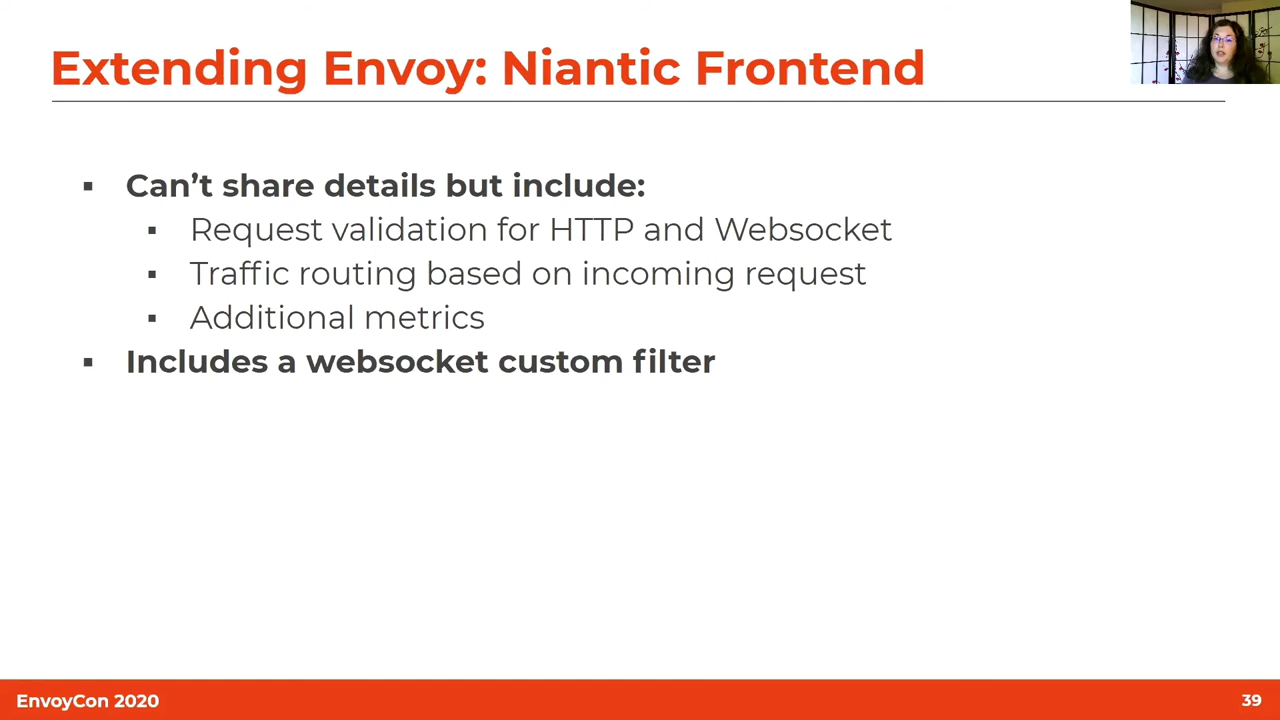 Extending Envoy: Niantic Frontend
▪ Can’t share details but include:
▪ Request validation for HTTP and Websocket
▪ Traffic routing based on incoming request
▪ Additional metrics
▪ Includes a websocket custom filter
EnvoyCon 2020
39